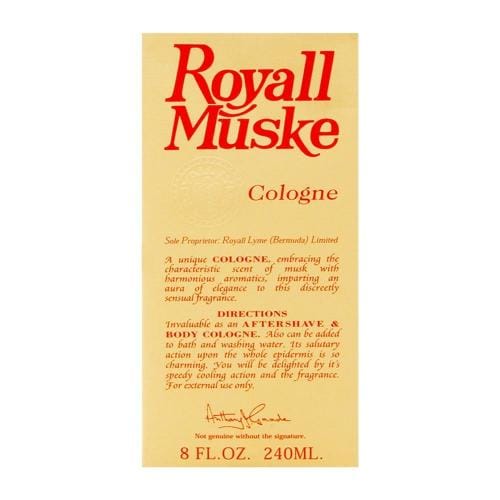 Royall
Muske
Cologne
Sole Proprietor: Royall Lyme (Bermuda) Limited
A unique COLOGNE, embracing the
characteristic scent of musk with
harmonious aromatics, imparting an
aura of elegance to this discreetly
sensual fragrance.
DIRECTIONS
Invaluable as an AFTERSHAVE &
BODY COLOGNE. Also can be added
to bath and washing water. Its salutary
action upon the whole epidermis is so
charming. You will be delighted by it's
speedy cooling action and the fragrance.
For external use only.
Not genuine without the signature.
8 FL.OZ. 240ML.